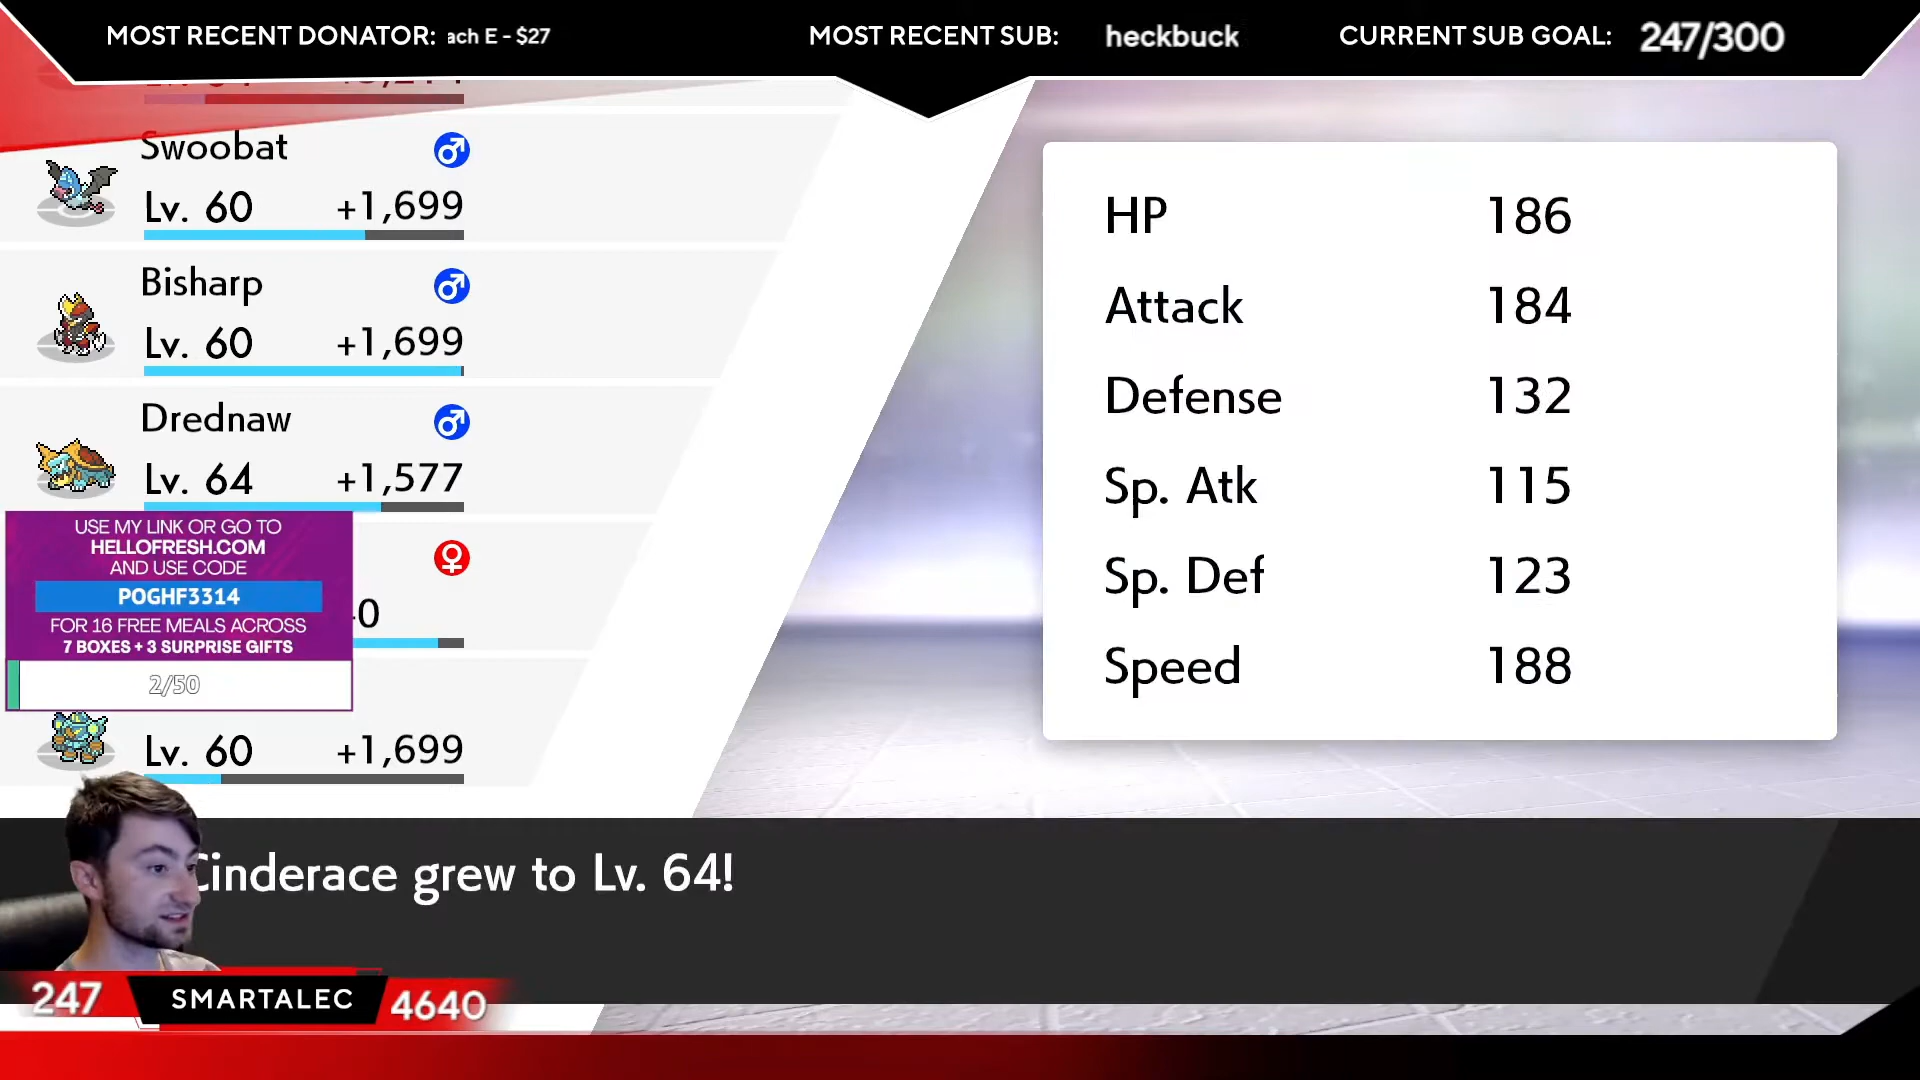 MOST RECENT DONATOR: ach E - $27
MOST RECENT SUB: heckbuck
CURRENT SUB GOAL: 247/300
Swoobat
Lv. 60 +1,699
Bisharp
Lv. 60 +1,699
Drednaw
Lv. 64 +1,577
USE MY LINK OR GO TO
HELLOFRESH.COM
AND USE CODE
POGHF3314
FOR 16 FREE MEALS ACROSS
7 BOXES + 3 SURPRISE GIFTS
2/50
Lv. 60 +1,699
HP 186
Attack 184
Defense 132
Sp. Atk 115
Sp. Def 123
Speed 188
Cinderace grew to Lv. 64!
247 SMARTALEC 4640